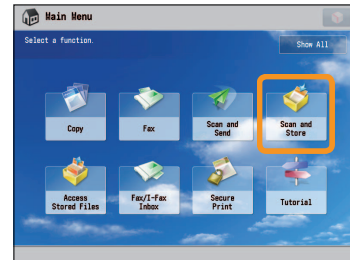 Main Menu
Select a function.
Show All
Copy
Fax
Scan and
Send
Scan and
Store
Access
Stored Files
Fax/I-Fax
Inbox
Secure
Print
Tutorial